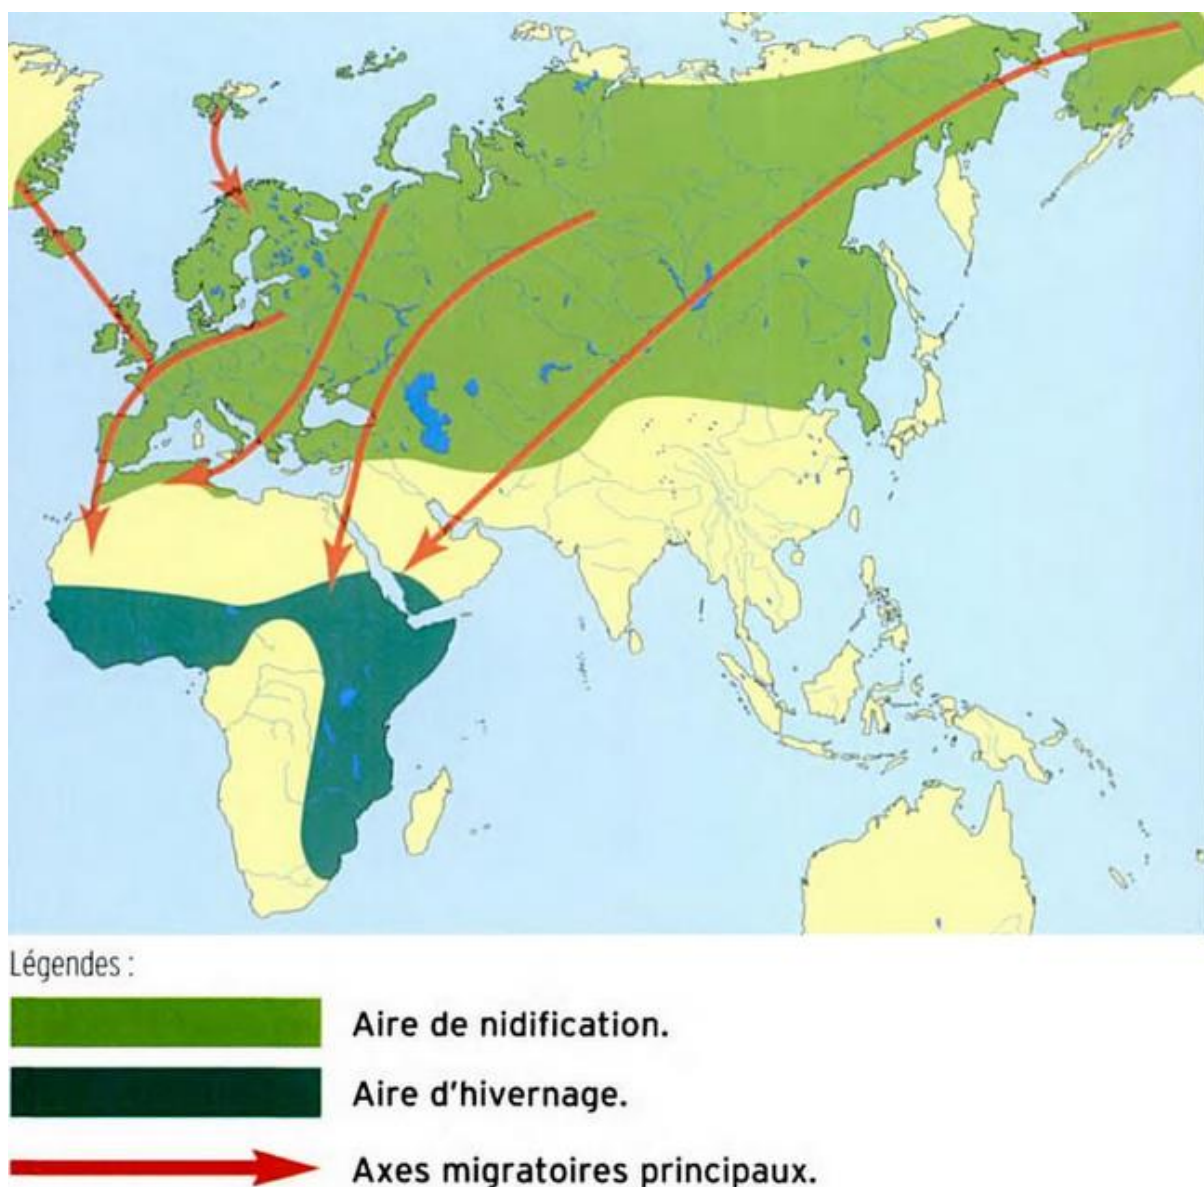 Légendes :
Aire de nidification.
Aire d'hivernage.
Axes migratoires principaux.